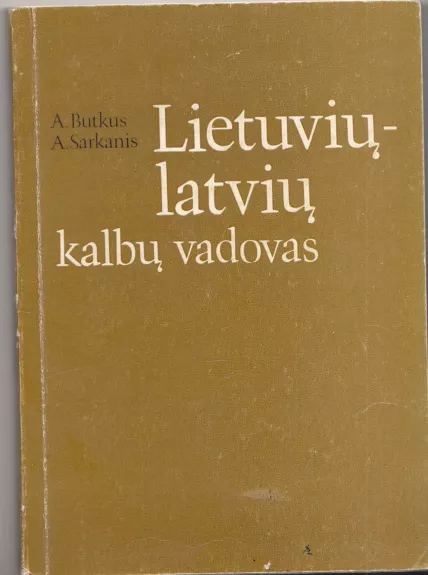 A. Butkus
A. Sarkanis
Lietuvių-
latvių
kalbų vadovas